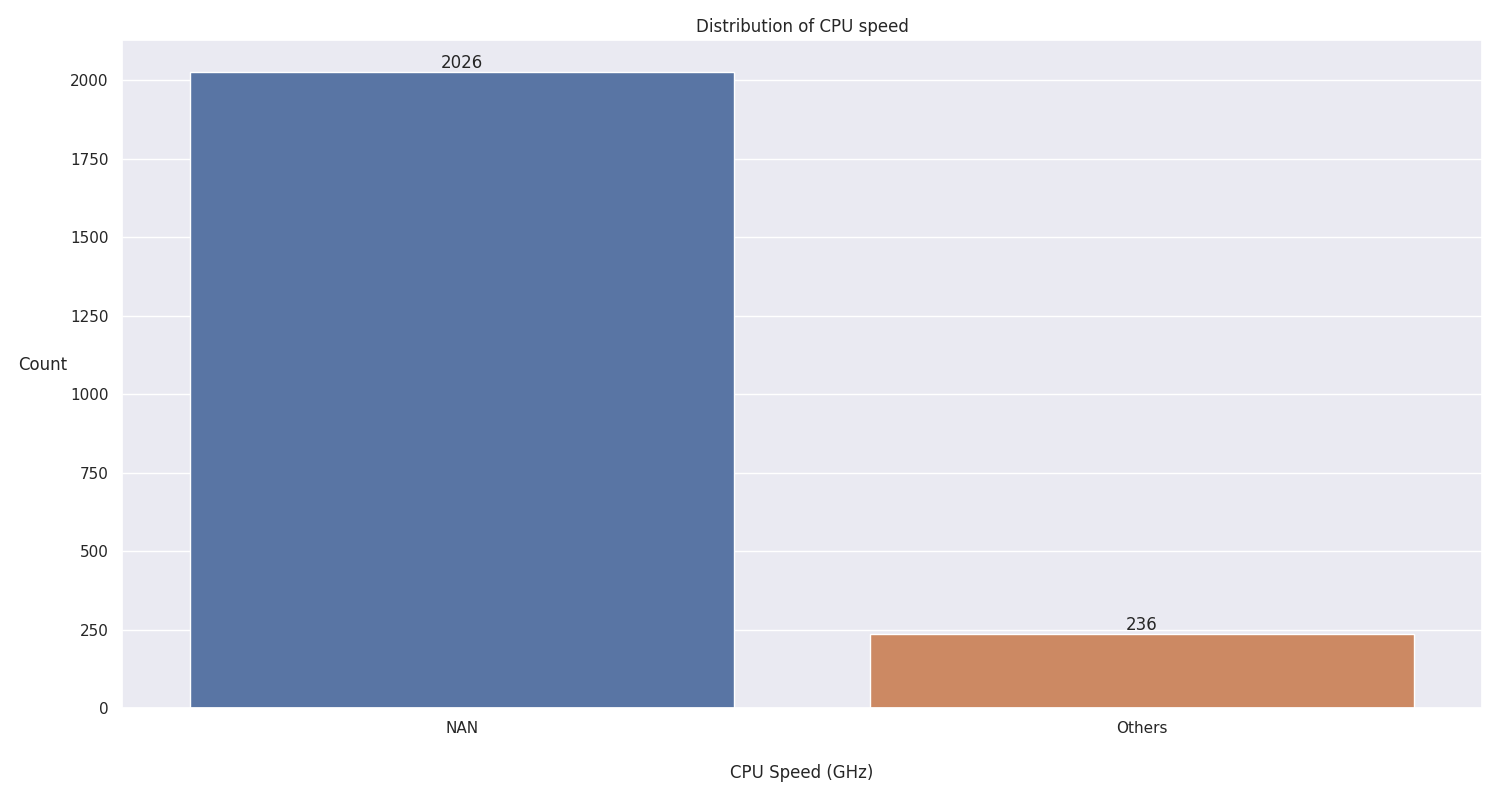 Distribution of CPU speed
2026
2000
1750
1500
1250
Count
1000
750
500
236
250
0
NAN
Others
CPU Speed (GHz)